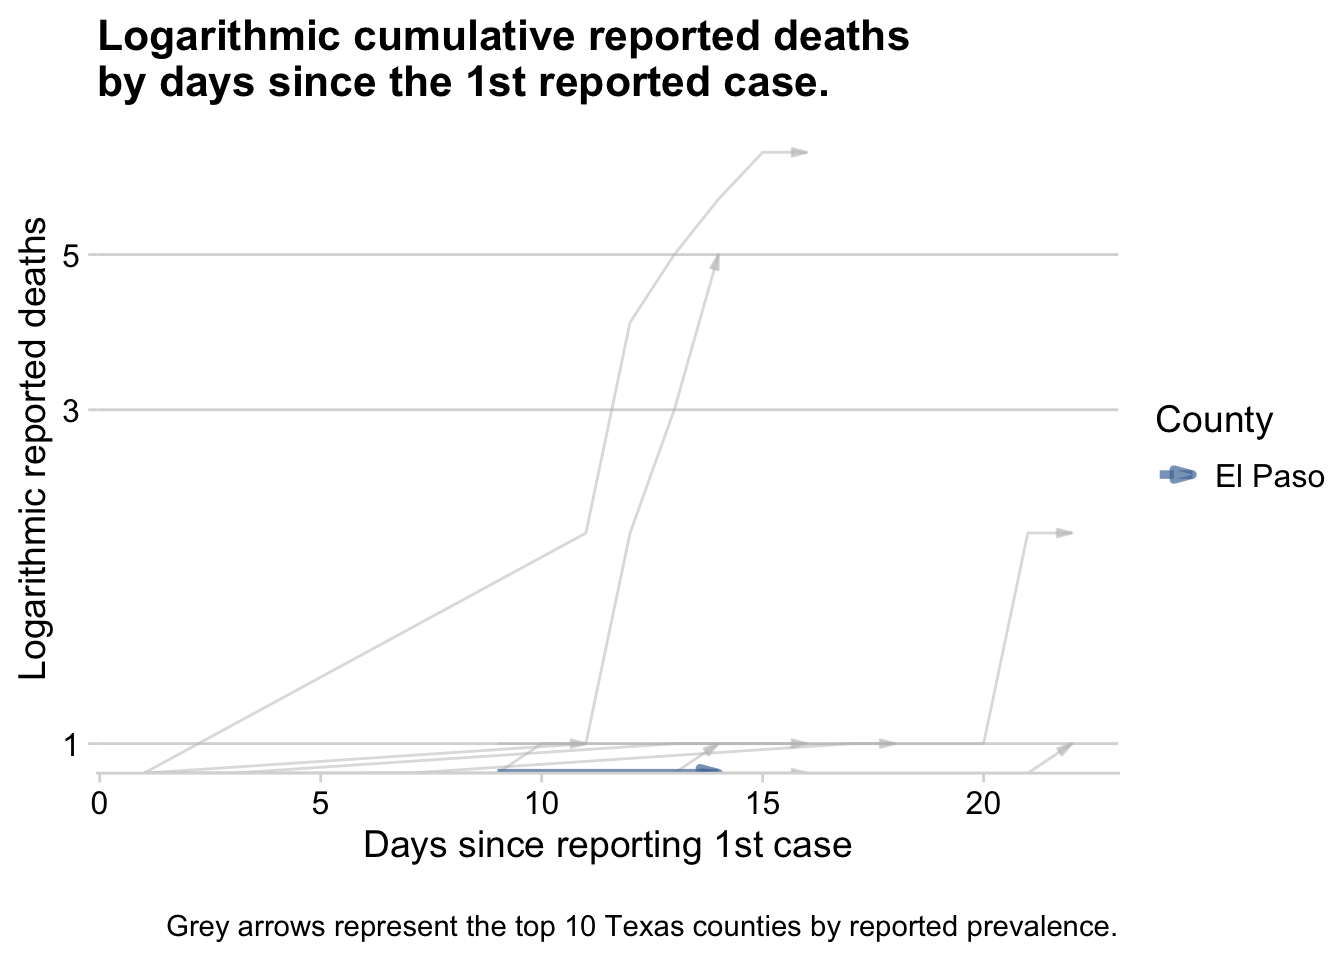 Logarithmic cumulative reported deaths
by days since the 1st reported case.
Logarithmic reported deaths
5
3
1
0 5 10 15 20
Days since reporting 1st case
County
El Paso
Grey arrows represent the top 10 Texas counties by reported prevalence.